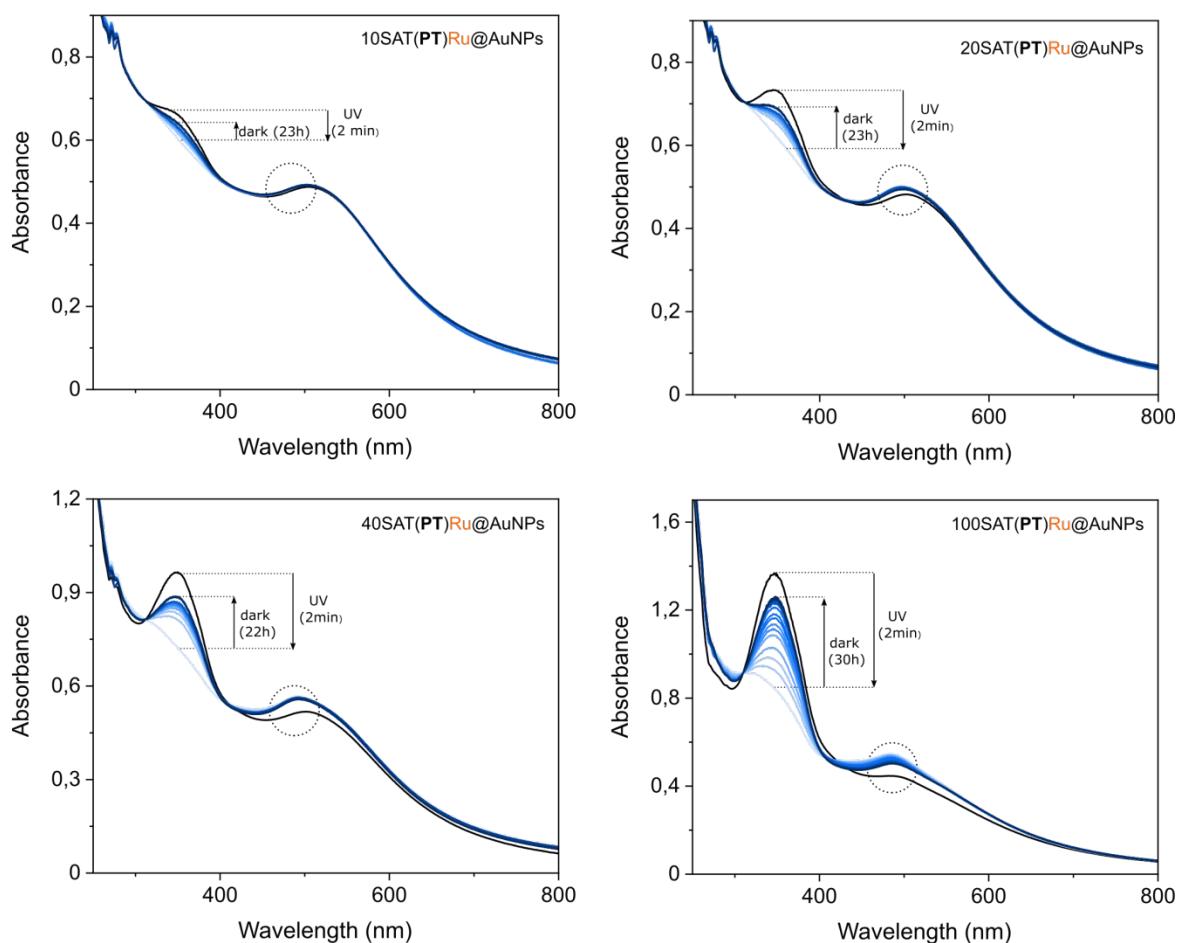 10SAT(PT)Ru@AuNPs
0,8
0,6
0,4
0,2
0
Absorbance
dark (23h)
UV
(2 min)
400
600
800
Wavelength (nm)
20SAT(PT)Ru@AuNPs
0,8
0,6
0,4
0,2
0
Absorbance
dark
(23h)
UV
(2min)
400
600
800
Wavelength (nm)
40SAT(PT)Ru@AuNPs
1,2
0,9
0,6
0,3
0
Absorbance
dark
(22h)
UV
(2min)
400
600
800
Wavelength (nm)
100SAT(PT)Ru@AuNPs
1,6
1,2
0,8
0,4
0
Absorbance
dark
(30h)
UV
(2min)
400
600
800
Wavelength (nm)